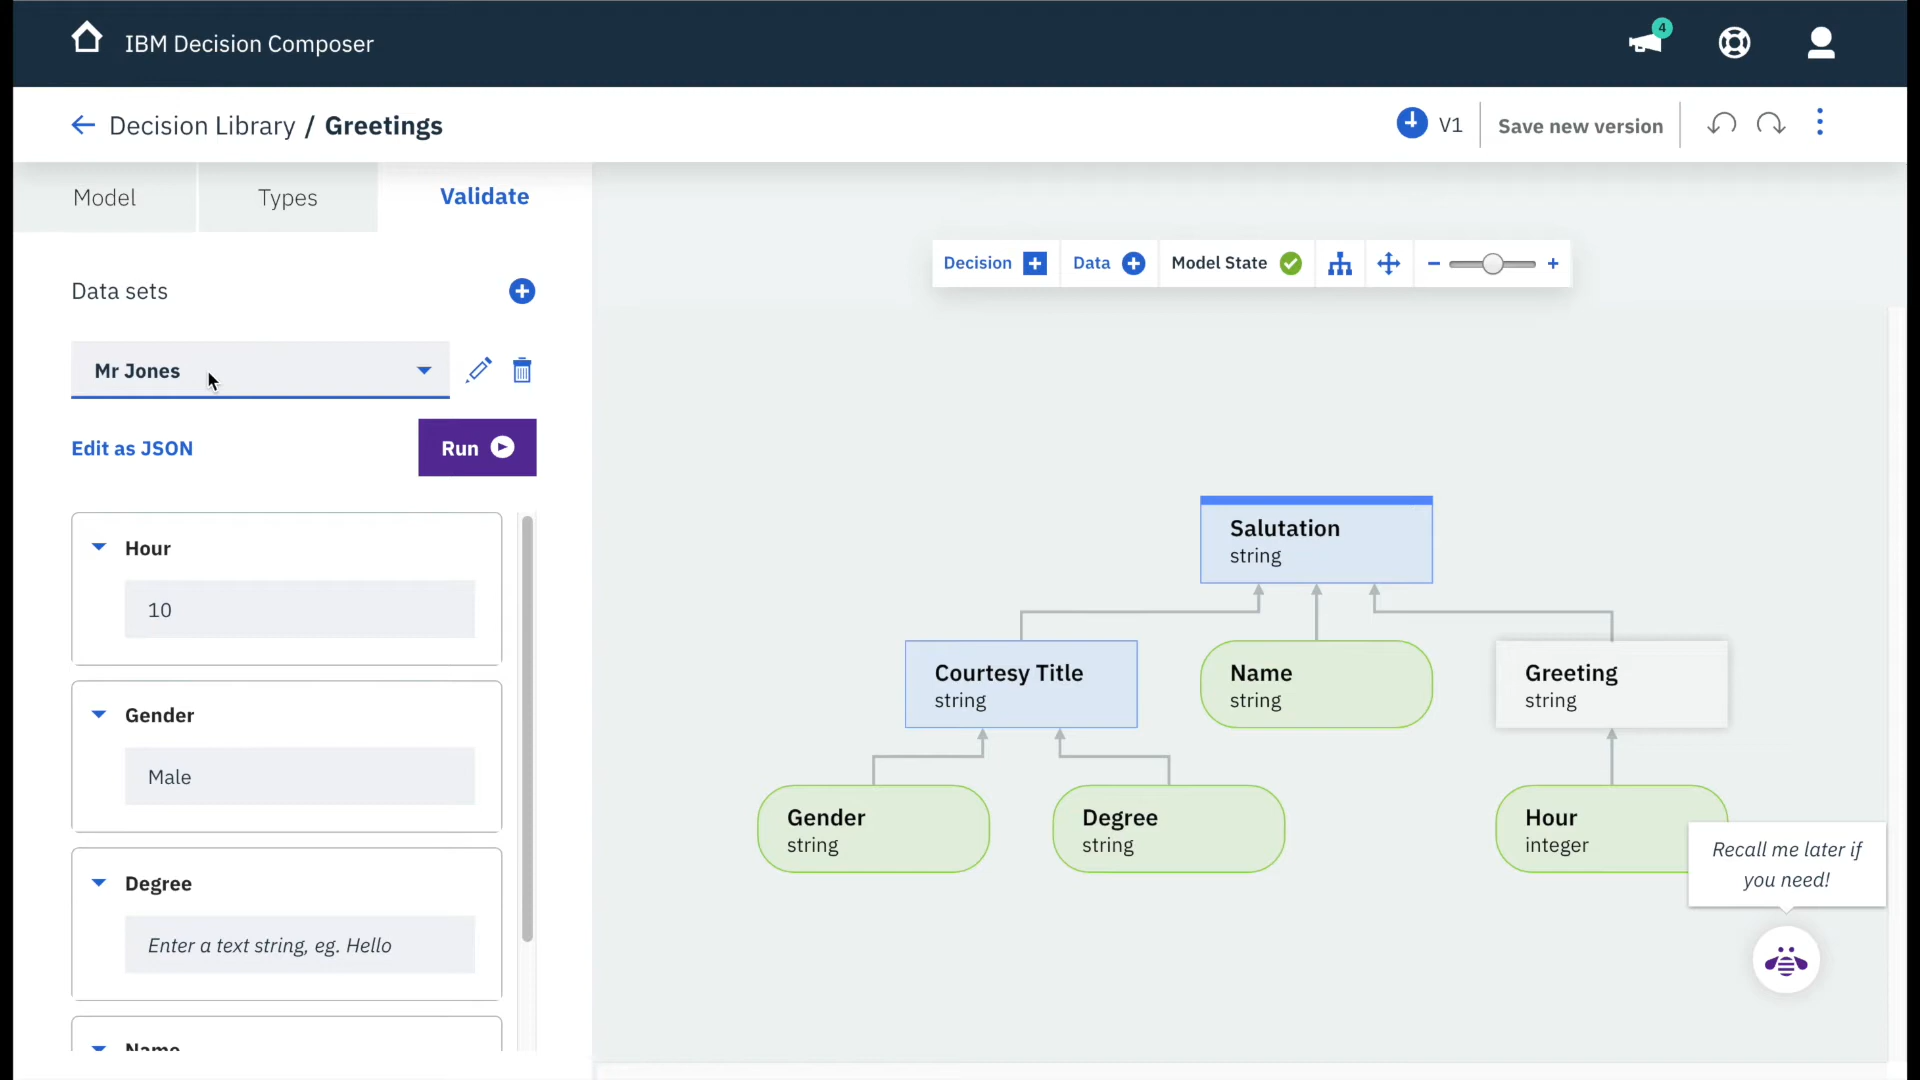 IBM Decision Composer
4
Decision Library / Greetings
V1
Save new version
Model
Types
Validate
Decision
Data
Model State
Data sets
Mr Jones
Edit as JSON
Run
Hour
10
Gender
Male
Degree
Enter a text string, eg. Hello
Name
Salutation
string
Courtesy Title
string
Name
string
Greeting
string
Gender
string
Degree
string
Hour
integer
Recall me later if
you need!